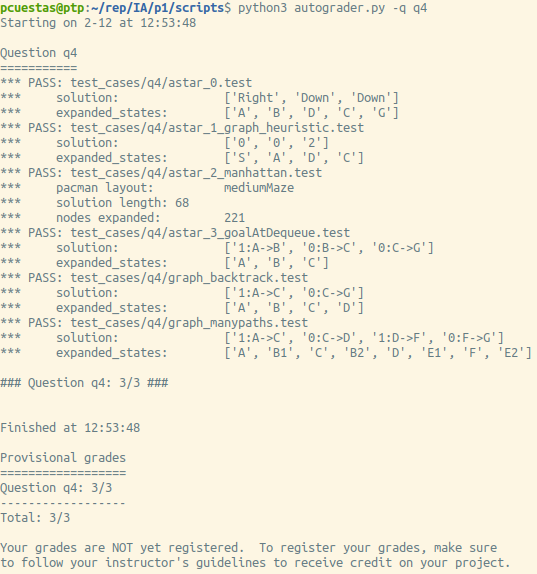 pcuestas@ptp:~/rep/IA/p1/scripts$ python3 autograder.py -q q4
Starting on 2-12 at 12:53:48
Question q4
===========
*** PASS: test_cases/q4/astar_0.test
***     solution:               ['Right', 'Down', 'Down']
***     expanded_states:        ['A', 'B', 'D', 'C', 'G']
*** PASS: test_cases/q4/astar_1_graph_heuristic.test
***     solution:               ['0', '0', '2']
***     expanded_states:        ['S', 'A', 'D', 'C']
*** PASS: test_cases/q4/astar_2_manhattan.test
***     pacman layout:          mediumMaze
***     solution length: 68
***     nodes expanded:         221
*** PASS: test_cases/q4/astar_3_goalAtDequeue.test
***     solution:               ['1:A->B', '0:B->C', '0:C->G']
***     expanded_states:        ['A', 'B', 'C']
*** PASS: test_cases/q4/graph_backtrack.test
***     solution:               ['1:A->C', '0:C->G']
***     expanded_states:        ['A', 'B', 'C', 'D']
*** PASS: test_cases/q4/graph_manypaths.test
***     solution:               ['1:A->C', '0:C->D', '1:D->F', '0:F->G']
***     expanded_states:        ['A', 'B1', 'C', 'B2', 'D', 'E1', 'F', 'E2']
### Question q4: 3/3 ###
Finished at 12:53:48
Provisional grades
==================
Question q4: 3/3
------------------
Total: 3/3
Your grades are NOT yet registered.  To register your grades, make sure
to follow your instructor's guidelines to receive credit on your project.